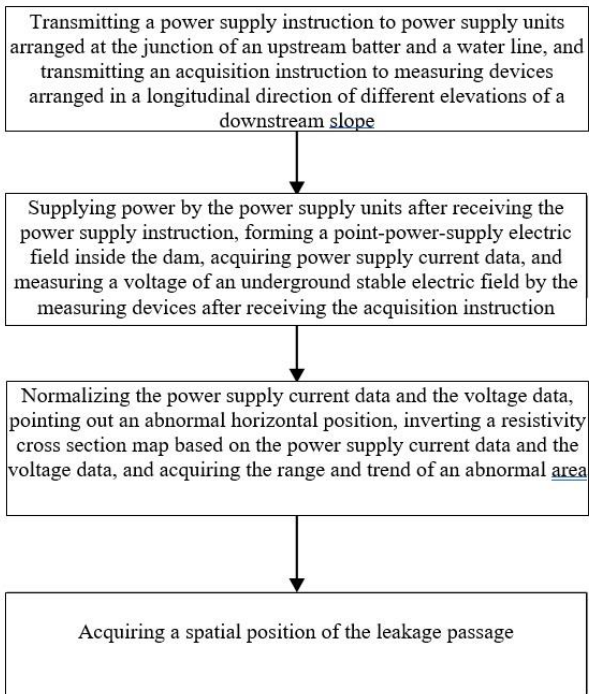 Transmitting a power supply instruction to power supply units
arranged at the junction of an upstream batter and a water line, and
transmitting an acquisition instruction to measuring devices
arranged in a longitudinal direction of different elevations of a
downstream slope
Supplying power by the power supply units after receiving the
power supply instruction, forming a point-power-supply electric
field inside the dam, acquiring power supply current data, and
measuring a voltage of an underground stable electric field by the
measuring devices after receiving the acquisition instruction
Normalizing the power supply current data and the voltage data,
pointing out an abnormal horizontal position, inverting a resistivity
cross section map based on the power supply current data and the
voltage data, and acquiring the range and trend of an abnormal area
Acquiring a spatial position of the leakage passage